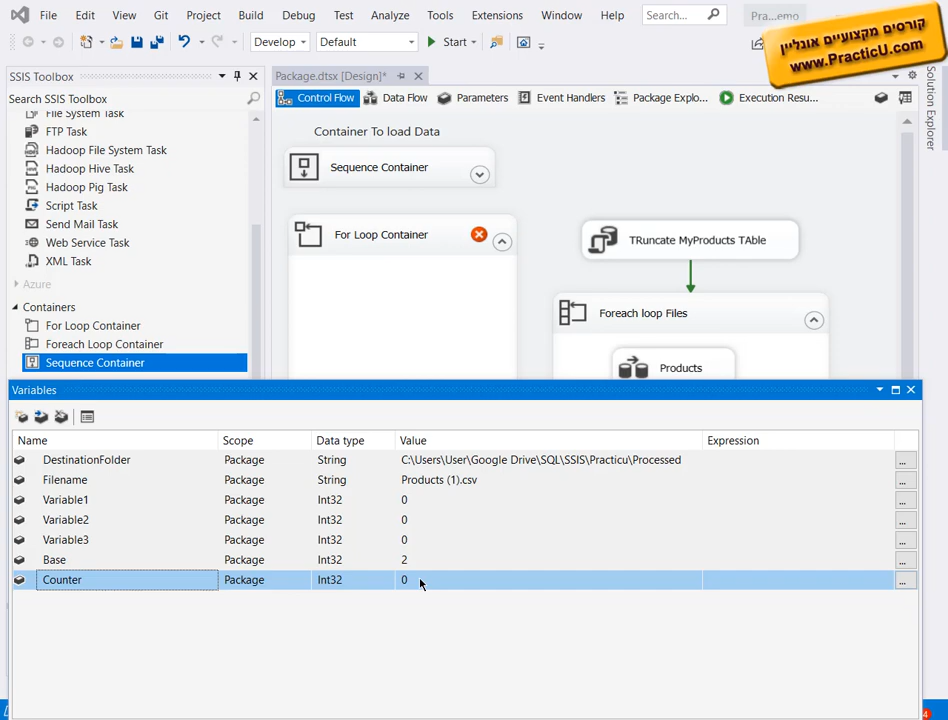 File Edit View Git Project Build Debug Test Analyze Tools Extensions Window Help Search... Pra...emo
קורסים מקצועיים אונליין
www.PracticU.com
Develop Default Start
SSIS Toolbox
Search SSIS Toolbox
File System Task
FTP Task
Hadoop File System Task
Hadoop Hive Task
Hadoop Pig Task
Script Task
Send Mail Task
Web Service Task
XML Task
Azure
Containers
For Loop Container
Foreach Loop Container
Sequence Container
Package.dtsx [Design]*
Control Flow Data Flow Parameters Event Handlers Package Explo... Execution Resu...
Container To load Data
Sequence Container
For Loop Container
TRuncate MyProducts TAble
Foreach loop Files
Products
Solution Explorer
Variables
Name Scope Data type Value Expression
DestinationFolder Package String C:\Users\User\Google Drive\SQL\SSIS\Practicu\Processed ...
Filename Package String Products (1).csv ...
Variable1 Package Int32 0 ...
Variable2 Package Int32 0 ...
Variable3 Package Int32 0 ...
Base Package Int32 2 ...
Counter Package Int32 0 ...
4